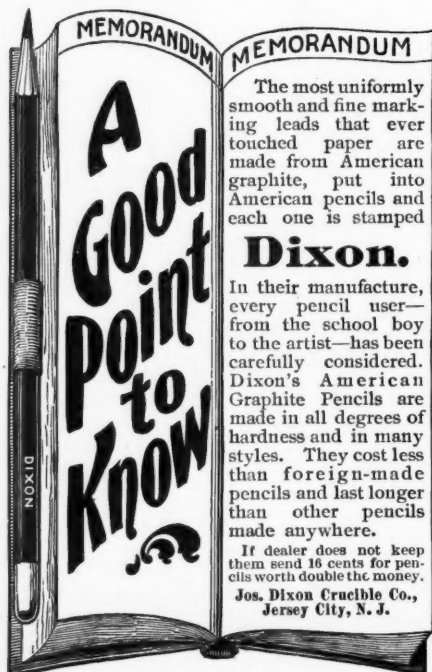 MEMORANDUM
A
Good
Point
to
Know
DIXON
MEMORANDUM
The most uniformly
smooth and fine mark-
ing leads that ever
touched paper are
made from American
graphite, put into
American pencils and
each one is stamped
Dixon.
In their manufacture,
every pencil user—
from the school boy
to the artist—has been
carefully considered.
Dixon's American
Graphite Pencils are
made in all degrees of
hardness and in many
styles. They cost less
than foreign-made
pencils and last longer
than other pencils
made anywhere.
If dealer does not keep
them send 16 cents for pen-
cils worth double the money.
Jos. Dixon Crucible Co.,
Jersey City, N. J.